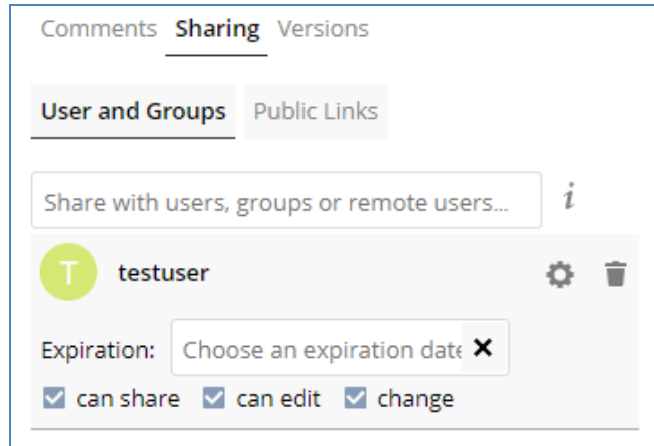 Comments Sharing Versions
User and Groups Public Links
Share with users, groups or remote users... i
T testuser
Expiration: Choose an expiration date
can share can edit change